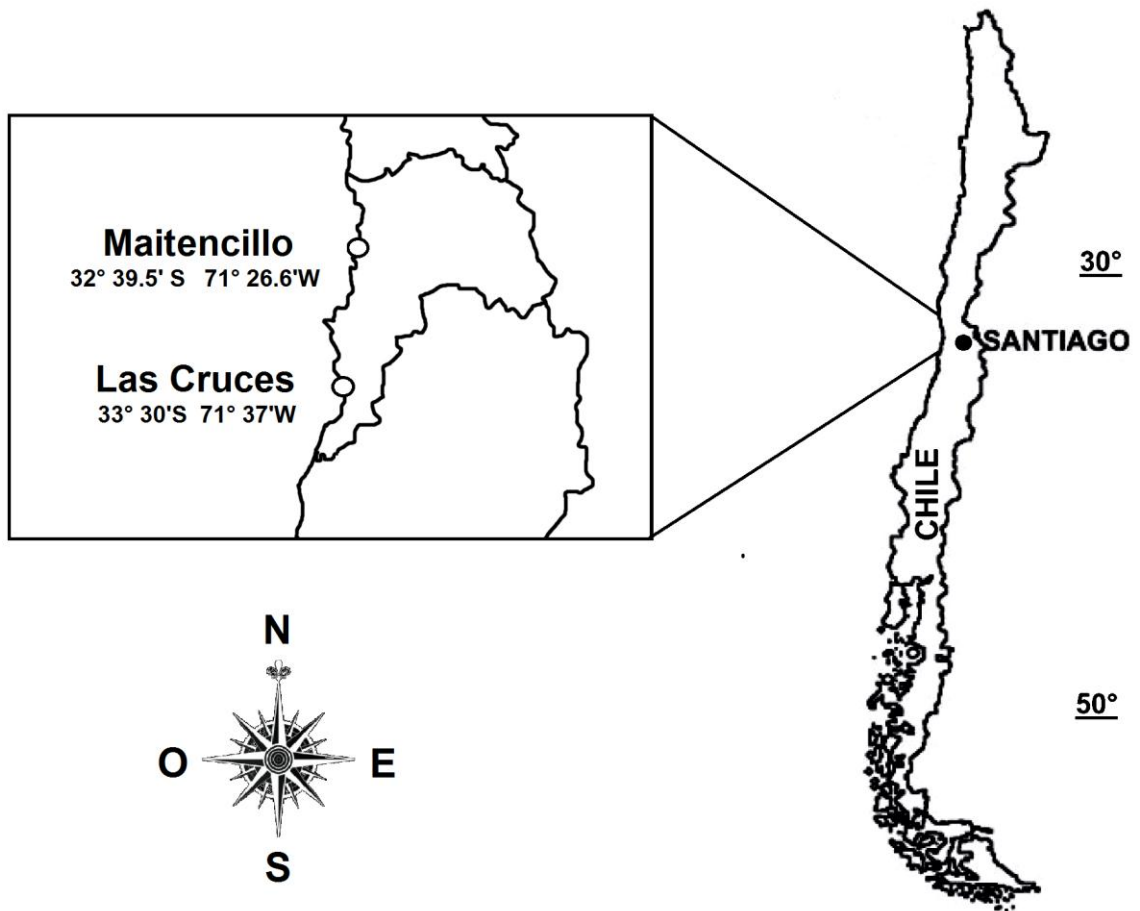 Maitencillo
32° 39.5' S 71° 26.6'W
Las Cruces
33° 30'S 71° 37'W
30°
SANTIAGO
CHILE
50°
N
O
E
S